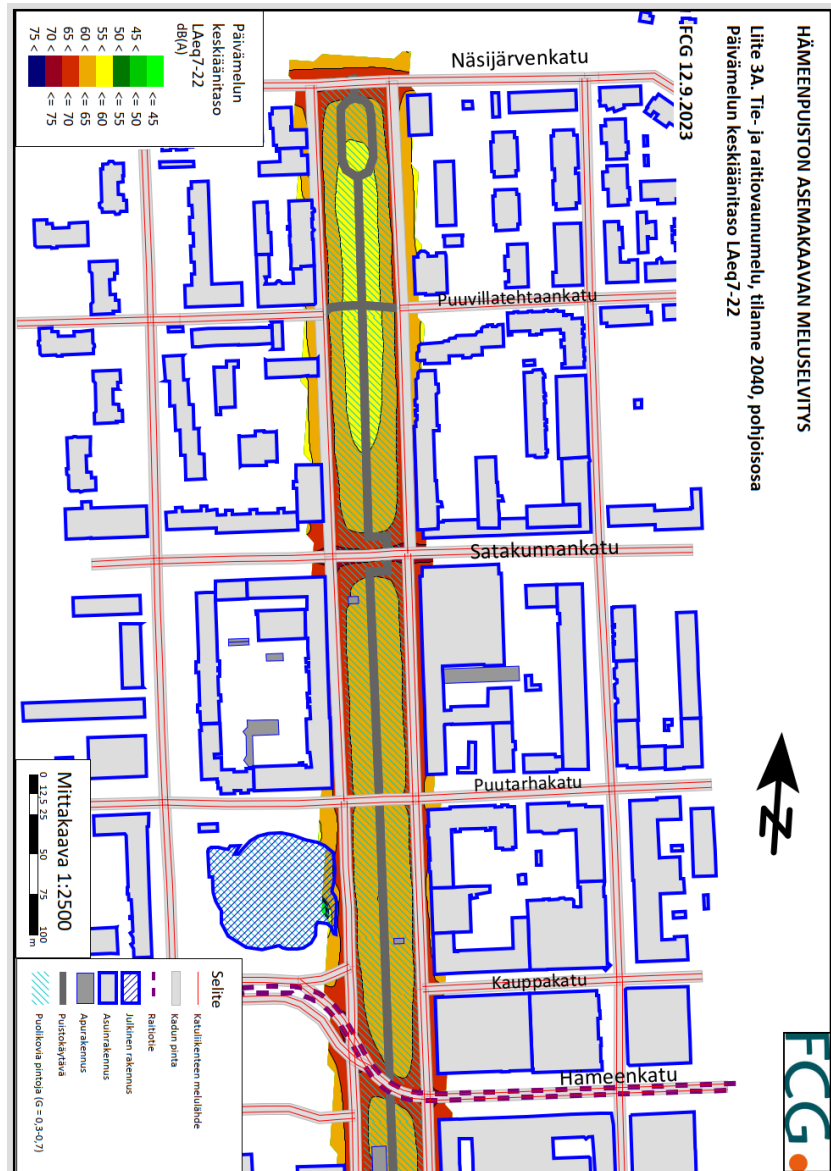 HÄMEENPUISTON ASEMAKAAVAN MELUSELVITYS
Liite 3A. Tie- ja raitiovaunumelu, tilanne 2040, pohjoisosa
Päivämelun keskiäänitaso LAeq7-22
FCG 12.9.2023
Päivämelun
keskiäänitaso
LAeq7-22
dB(A)
<= 45
45 < <= 50
50 < <= 55
55 < <= 60
60 < <= 65
65 < <= 70
70 < <= 75
75 <
Näsijärvenkatu
Puuvillatehtaankatu
Satakunnankatu
Puutarhakatu
Kauppakatu
Hämeenkatu
N
Mittakaava 1:2500
0 12,5 25 50 75 100
m
Selite
Katuliikenteen melulähde
Kadun pinta
Raitiotie
Julkinen rakennus
Asuinrakennus
Apurakennus
Puistokäytävä
Puolikovia pintoja (G = 0,3-0,7)
FCG